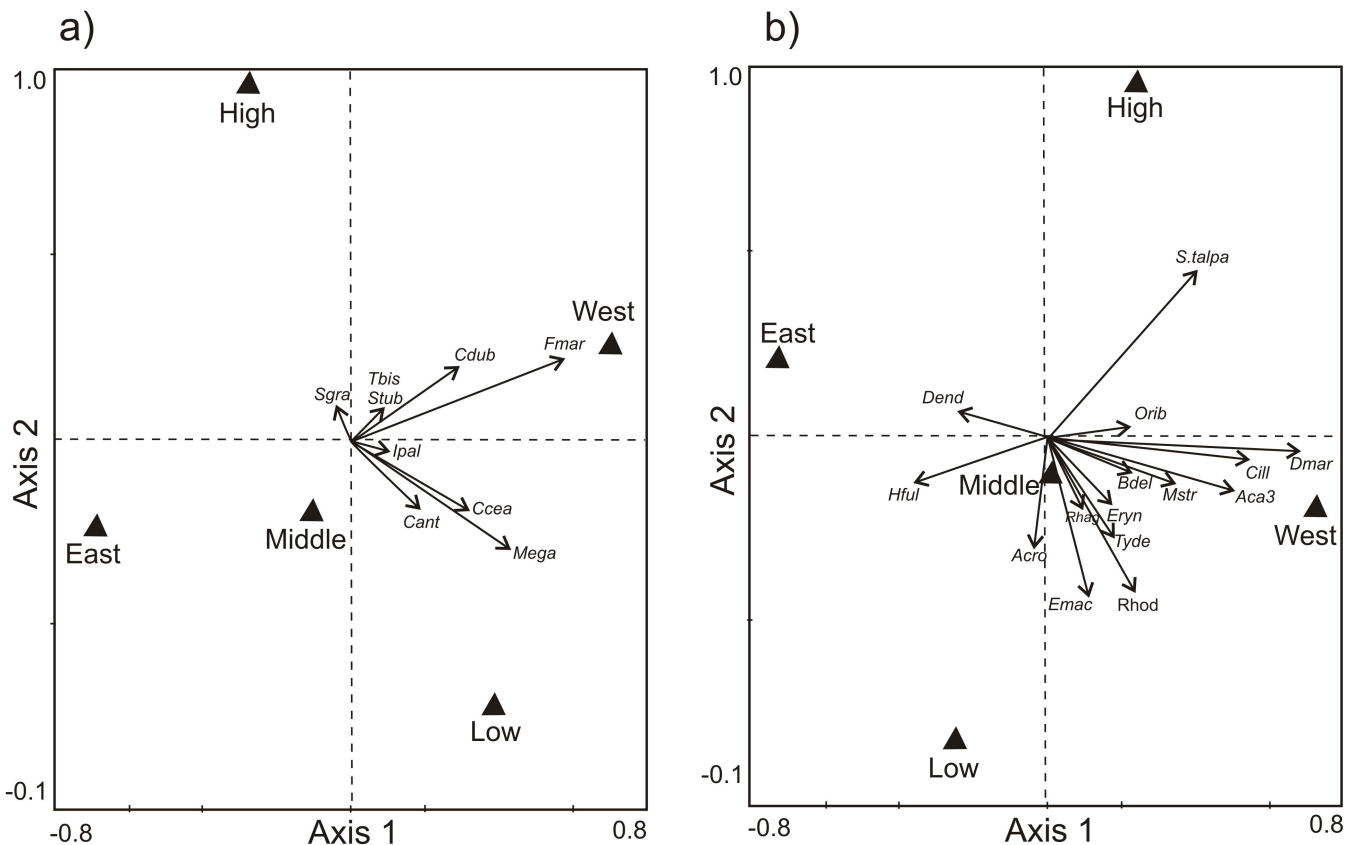 a)
1.0
High
West
Fmar
Cdub
Tbis
Stub
Sgra
Ipal
Axis 2
Ccea
Cant
Middle
East
Mega
Low
-0.1
-0.8
Axis 1
0.8
b)
1.0
High
S.talpa
East
Dend
Orib
Axis 2
Dmar
Cill
Bdel
Middle
Mstr
Aca3
Hful
Rhag
Eryn
West
Tyde
Acro
Emac
Rhod
Low
-0.1
-0.8
Axis 1
0.8